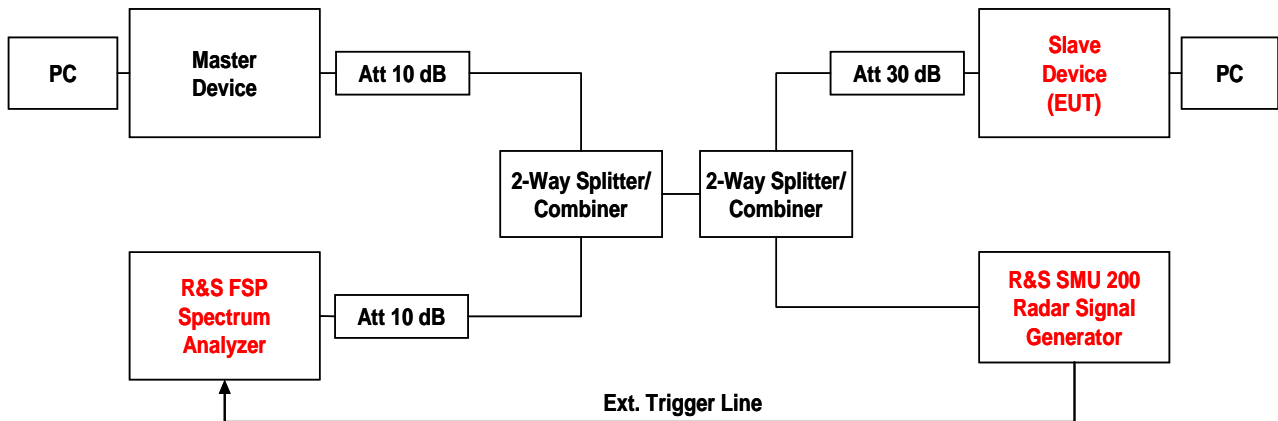 PC
Master
Device
Att 10 dB
Att 30 dB
Slave
Device
(EUT)
PC
2-Way Splitter/
Combiner
2-Way Splitter/
Combiner
R&S FSP
Spectrum
Analyzer
Att 10 dB
R&S SMU 200
Radar Signal
Generator
Ext. Trigger Line